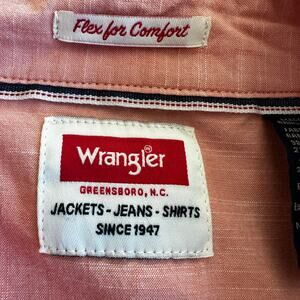 Flex for Comfort
Wrangler®
GREENSBORO, N.C.
JACKETS-JEANS-SHIRTS
SINCE 1947